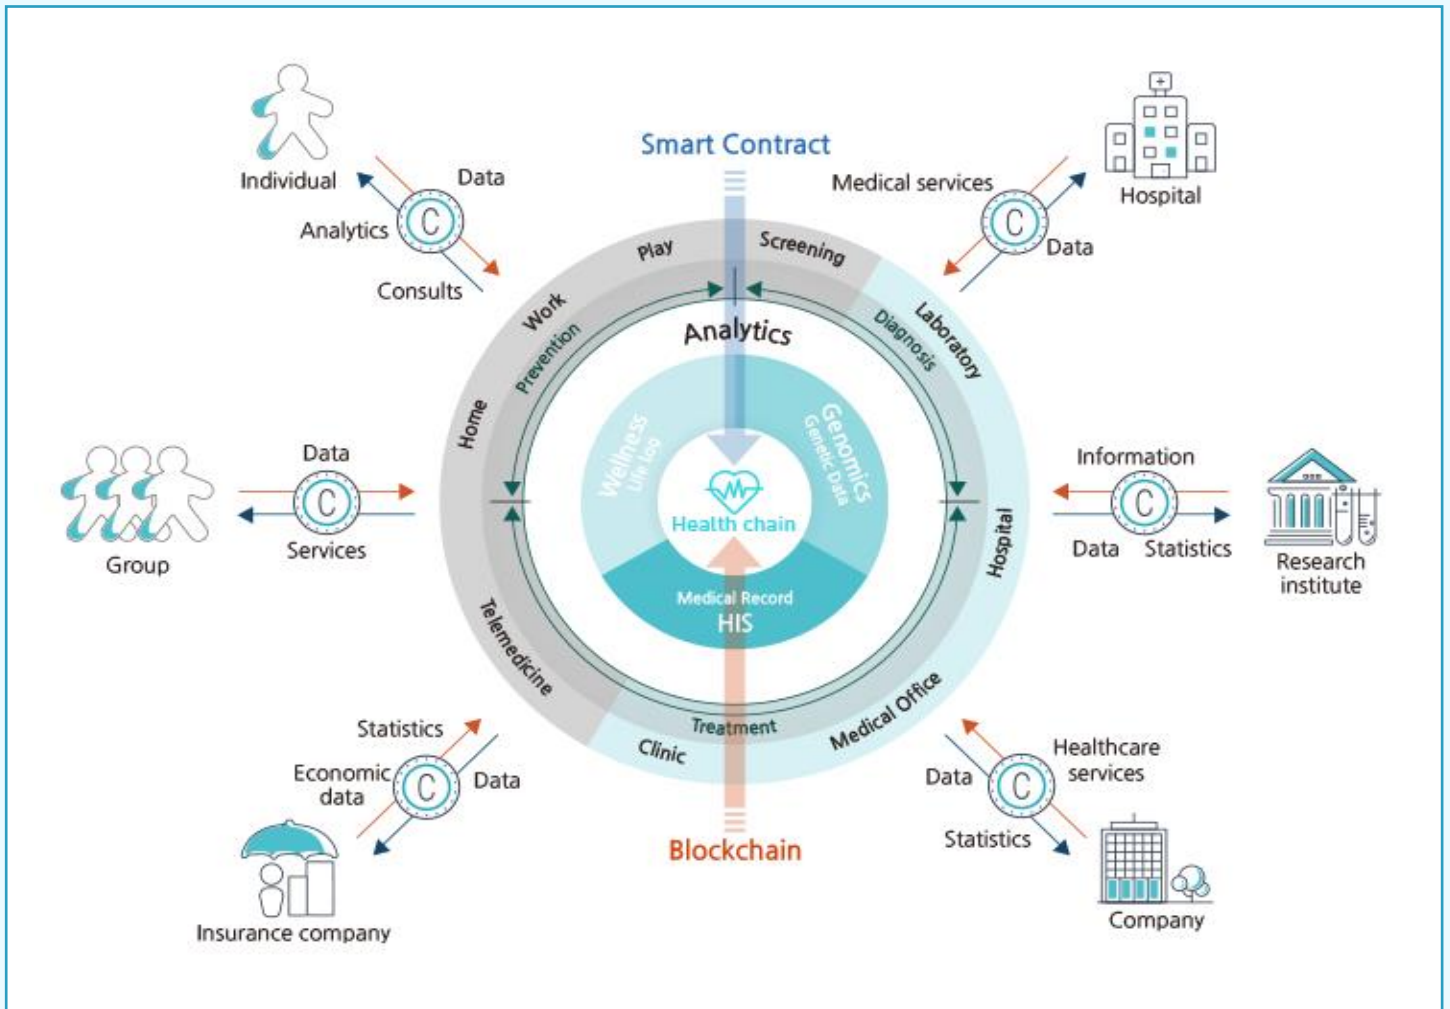 Smart Contract
Individual
Data
C
Analytics
Consults
Medical services
C
Data
Hospital
Play
Screening
Work
Laboratory
Prevention
Analytics
Diagnosis
Home
Wellness
Life Log
Genomics
Genetic Data
Health chain
Hospital
Data
C
Services
Group
Information
C
Data
Statistics
Research
institute
Medical Record
HIS
Telemedicine
Treatment
Medical Office
Clinic
Statistics
Economic
data
C
Data
Insurance company
Healthcare
services
Data
C
Statistics
Company
Blockchain